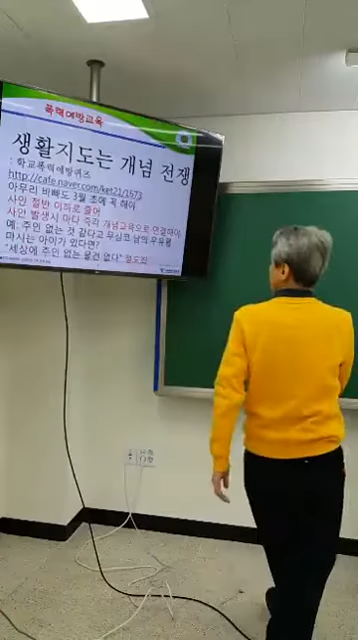 폭력예방교육
생활지도는 개념 전쟁
: 학교폭력예방퀴즈
http://cafe.naver.com/ket21/1673
아무리 바빠도 3월 초에 꼭 해야
사안 절반 이하로 줄어
사안 발생시 마다 즉각 개념교육으로 연결해야
예: 주인 없는 것 같다고 무심코 남의 우유를
마시는 아이가 있다면?
"세상에 주인 없는 물건 없다"